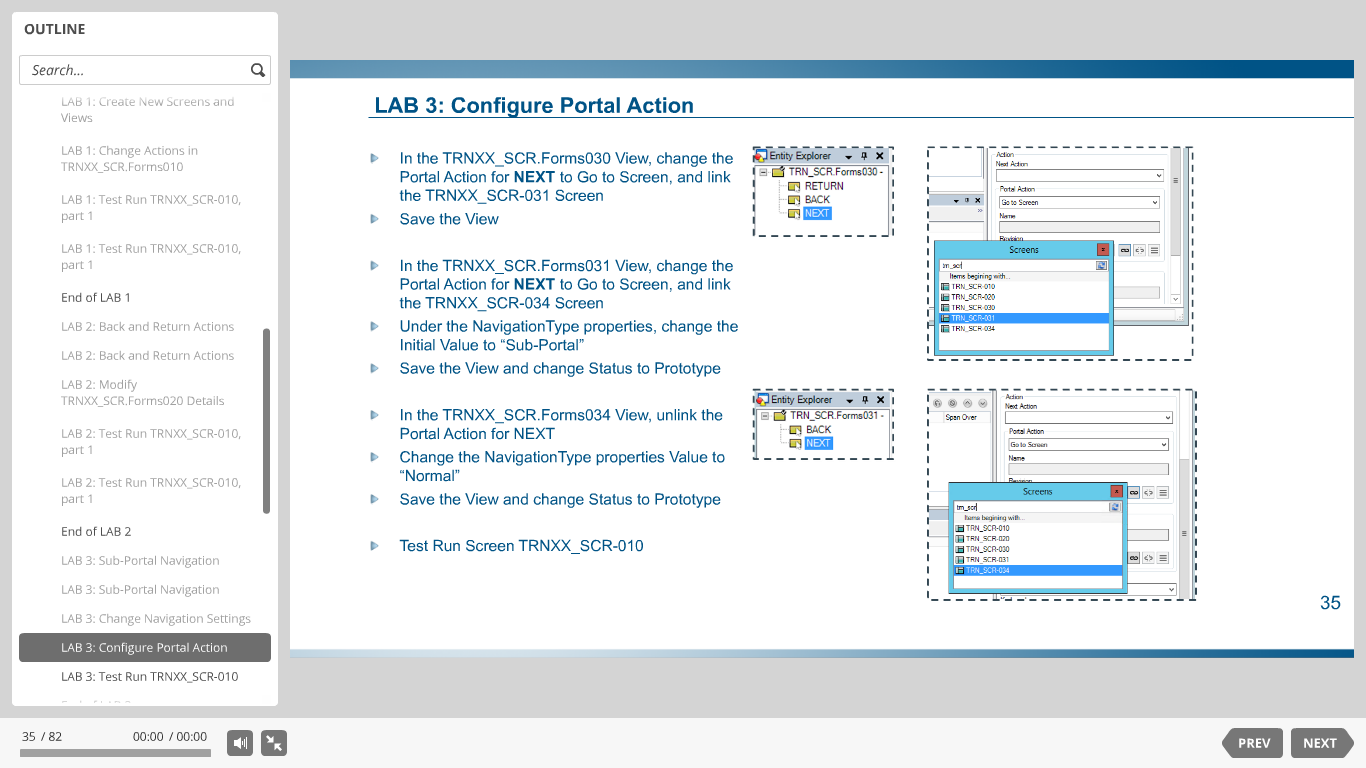 OUTLINE
Search...
LAB 1: Create New Screens and
Views
LAB 1: Change Actions in
TRNXX_SCR.Forms010
LAB 1: Test Run TRNXX_SCR-010,
part 1
LAB 1: Test Run TRNXX_SCR-010,
part 1
End of LAB 1
LAB 2: Back and Return Actions
LAB 2: Back and Return Actions
LAB 2: Modify
TRNXX_SCR.Forms020 Details
LAB 2: Test Run TRNXX_SCR-010,
part 1
LAB 2: Test Run TRNXX_SCR-010,
part 1
End of LAB 2
LAB 3: Sub-Portal Navigation
LAB 3: Sub-Portal Navigation
LAB 3: Change Navigation Settings
LAB 3: Configure Portal Action
LAB 3: Test Run TRNXX_SCR-010
LAB 3: Configure Portal Action
In the TRNXX_SCR.Forms030 View, change the
Portal Action for NEXT to Go to Screen, and link
the TRNXX_SCR-031 Screen
Save the View
In the TRNXX_SCR.Forms031 View, change the
Portal Action for NEXT to Go to Screen, and link
the TRNXX_SCR-034 Screen
Under the NavigationType properties, change the
Initial Value to “Sub-Portal”
Save the View and change Status to Prototype
In the TRNXX_SCR.Forms034 View, unlink the
Portal Action for NEXT
Change the NavigationType properties Value to
“Normal”
Save the View and change Status to Prototype
Test Run Screen TRNXX_SCR-010
Entity Explorer
TRN_SCR.Forms030 -
RETURN
BACK
NEXT
Action
Next Action
Portal Action
Go to Screen
Name
Revision
Screens
trn_scr
Items begining with...
TRN_SCR-010
TRN_SCR-020
TRN_SCR-030
TRN_SCR-031
TRN_SCR-034
Entity Explorer
TRN_SCR.Forms031 -
BACK
NEXT
Span Over
Action
Next Action
Portal Action
Go to Screen
Name
Revision
Screens
trn_scr
Items begining with...
TRN_SCR-010
TRN_SCR-020
TRN_SCR-030
TRN_SCR-031
TRN_SCR-034
35
35 / 82
00:00 / 00:00
PREV
NEXT